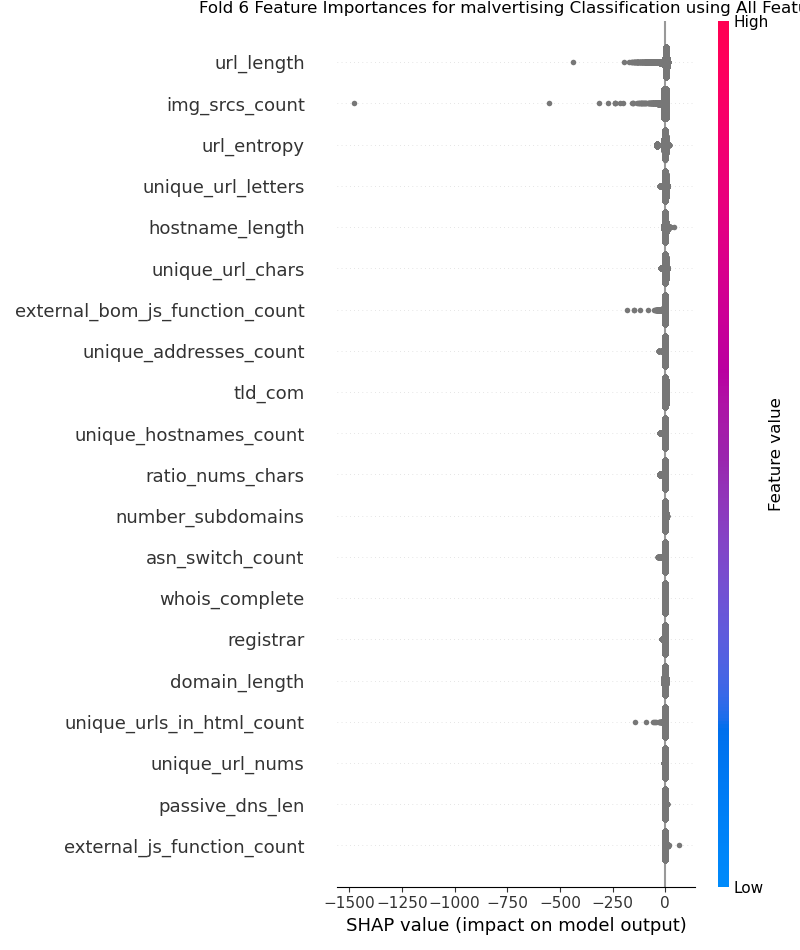 Fold 6 Feature Importances for malvertising Classification using All Featu
High
url_length
img_srcs_count
url_entropy
unique_url_letters
hostname_length
unique_url_chars
external_bom_js_function_count
unique_addresses_count
tld_com
unique_hostnames_count
ratio_nums_chars
number_subdomains
asn_switch_count
whois_complete
registrar
domain_length
unique_urls_in_html_count
unique_url_nums
passive_dns_len
external_js_function_count
Feature value
Low
−1500 −1250 −1000 −750 −500 −250 0
SHAP value (impact on model output)